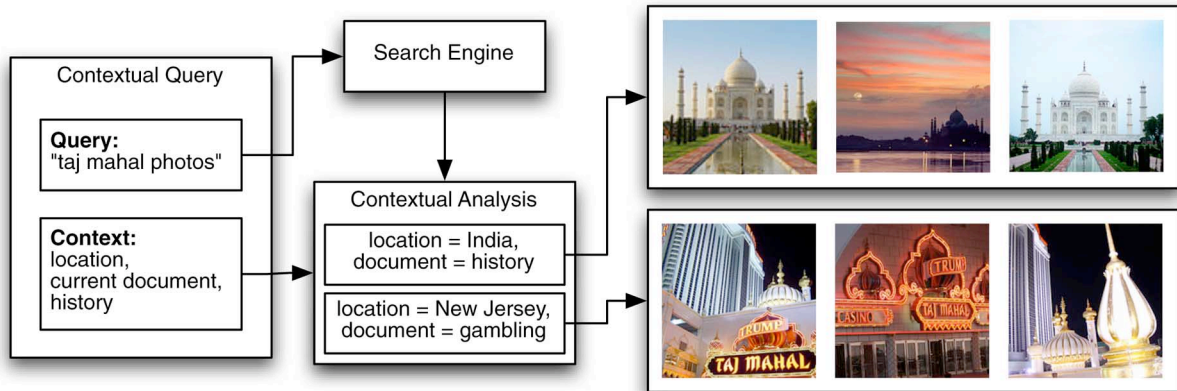 Contextual Query
Query:
"taj mahal photos"
Context:
location,
current document,
history
Search Engine
Contextual Analysis
location = India,
document = history
location = New Jersey,
document = gambling
TRUMP
TAJ MAHAL
TRUMP
CASINO
TAJ MAHAL